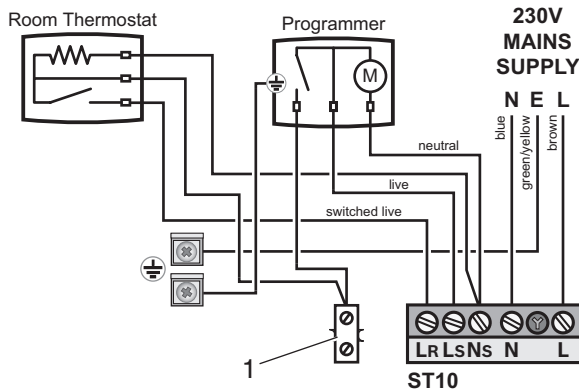 Room Thermostat
Programmer
230V
MAINS
SUPPLY
N E L
blue
green/yellow
brown
M
neutral
live
switched live
1
LR LS NS N L
ST10